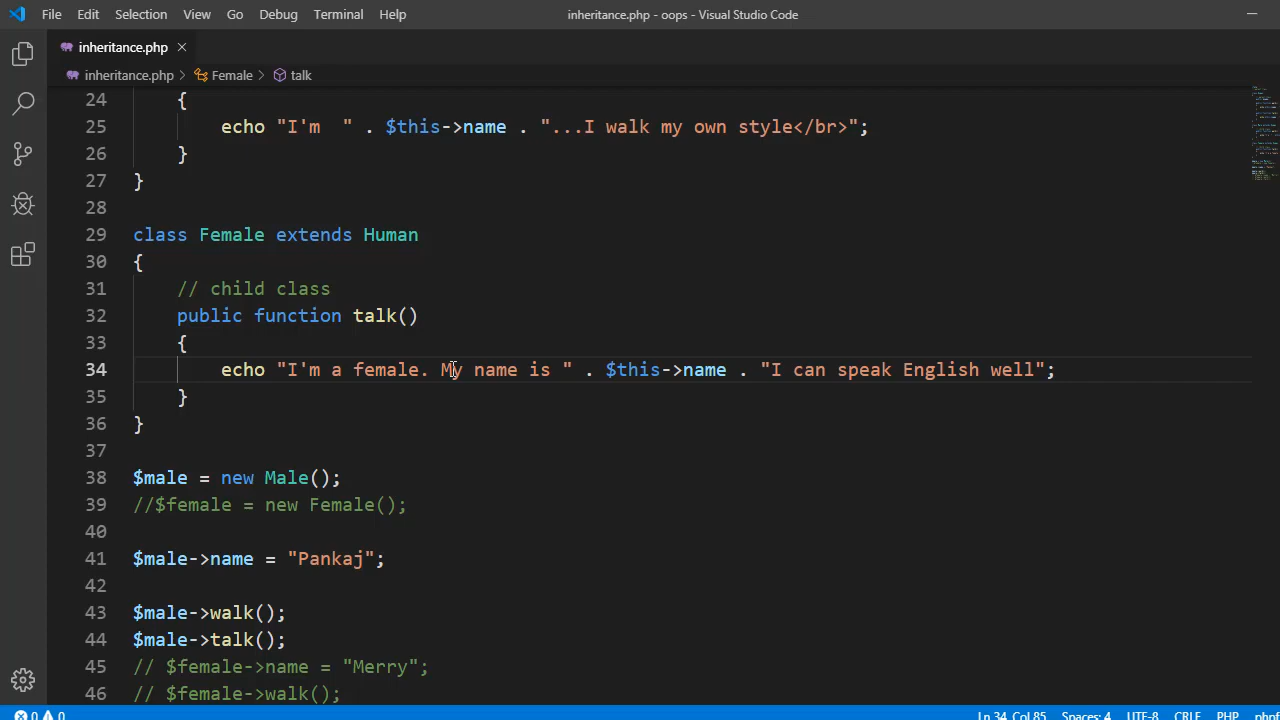 File Edit Selection View Go Debug Terminal Help inheritance.php - oops - Visual Studio Code
inheritance.php
inheritance.php > Female > talk
24 {
25 echo "I'm  " . $this->name . "...I walk my own style</br>";
26 }
27 }
28
29 class Female extends Human
30 {
31 // child class
32 public function talk()
33 {
34 echo "I'm a female. My name is " . $this->name . "I can speak English well";
35 }
36 }
37
38 $male = new Male();
39 //$female = new Female();
40
41 $male->name = "Pankaj";
42
43 $male->walk();
44 $male->talk();
45 // $female->name = "Merry";
46 // $female->walk();
0 0 Ln 34, Col 85 Spaces: 4 UTF-8 CRLF PHP